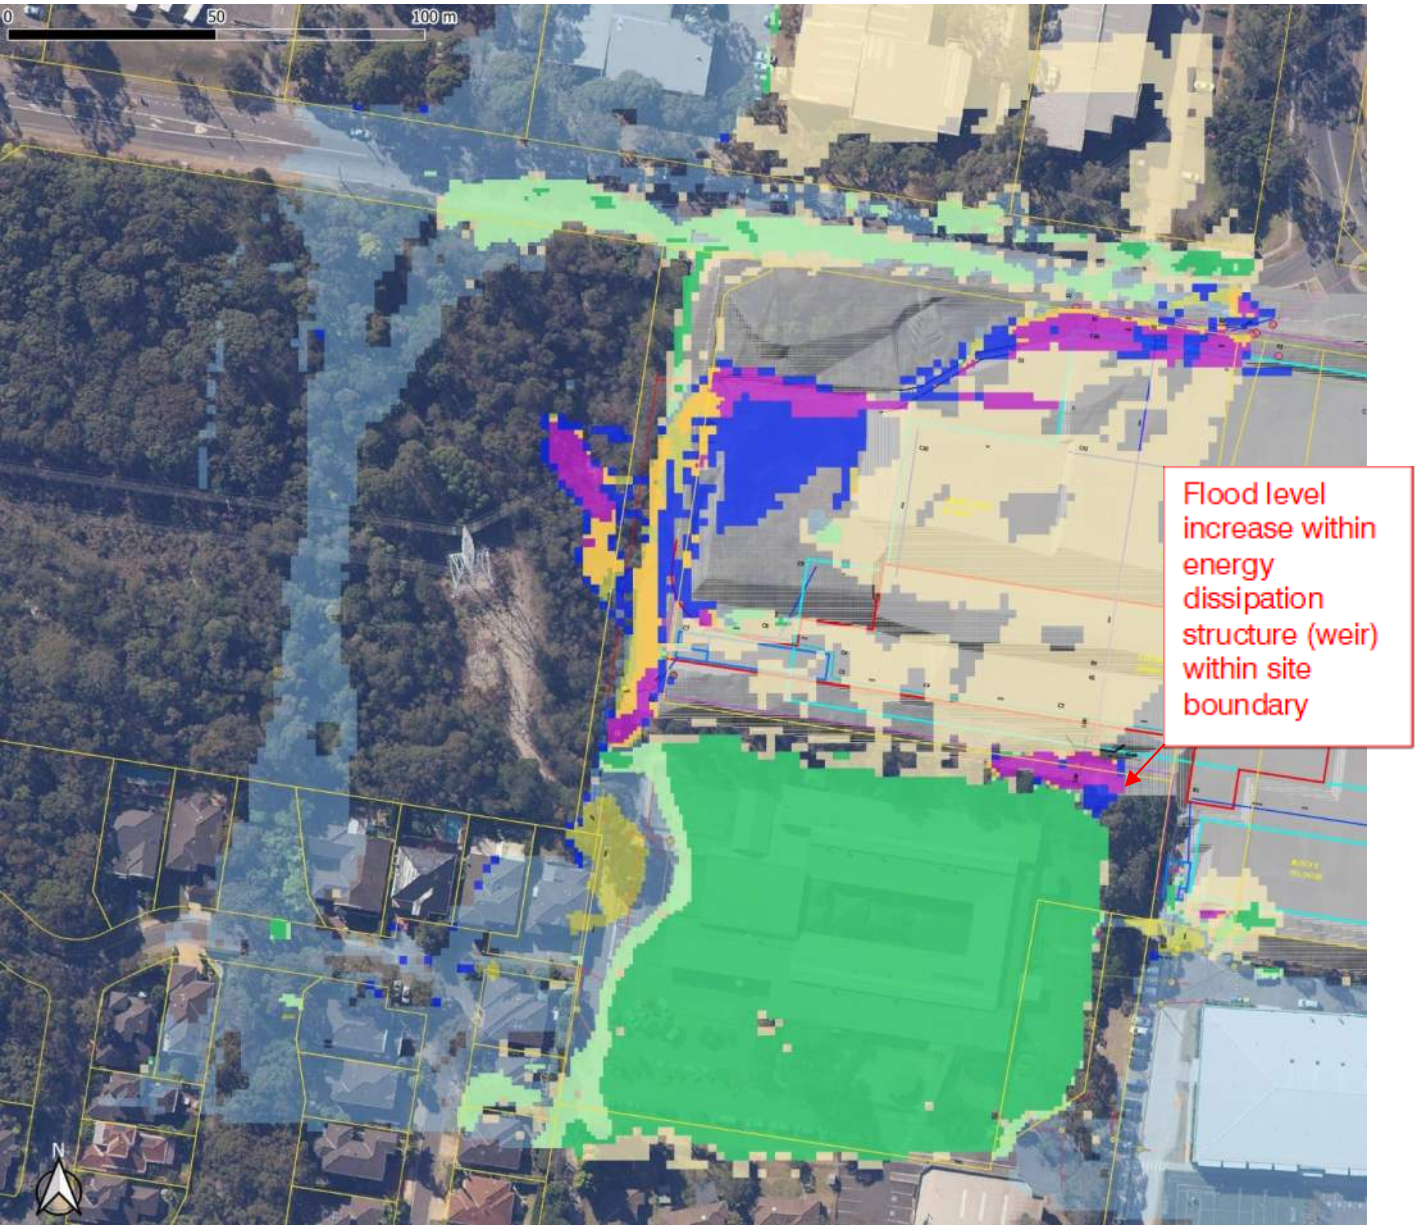 0 50 100 m
Flood level
increase within
energy
dissipation
structure (weir)
within site
boundary
N